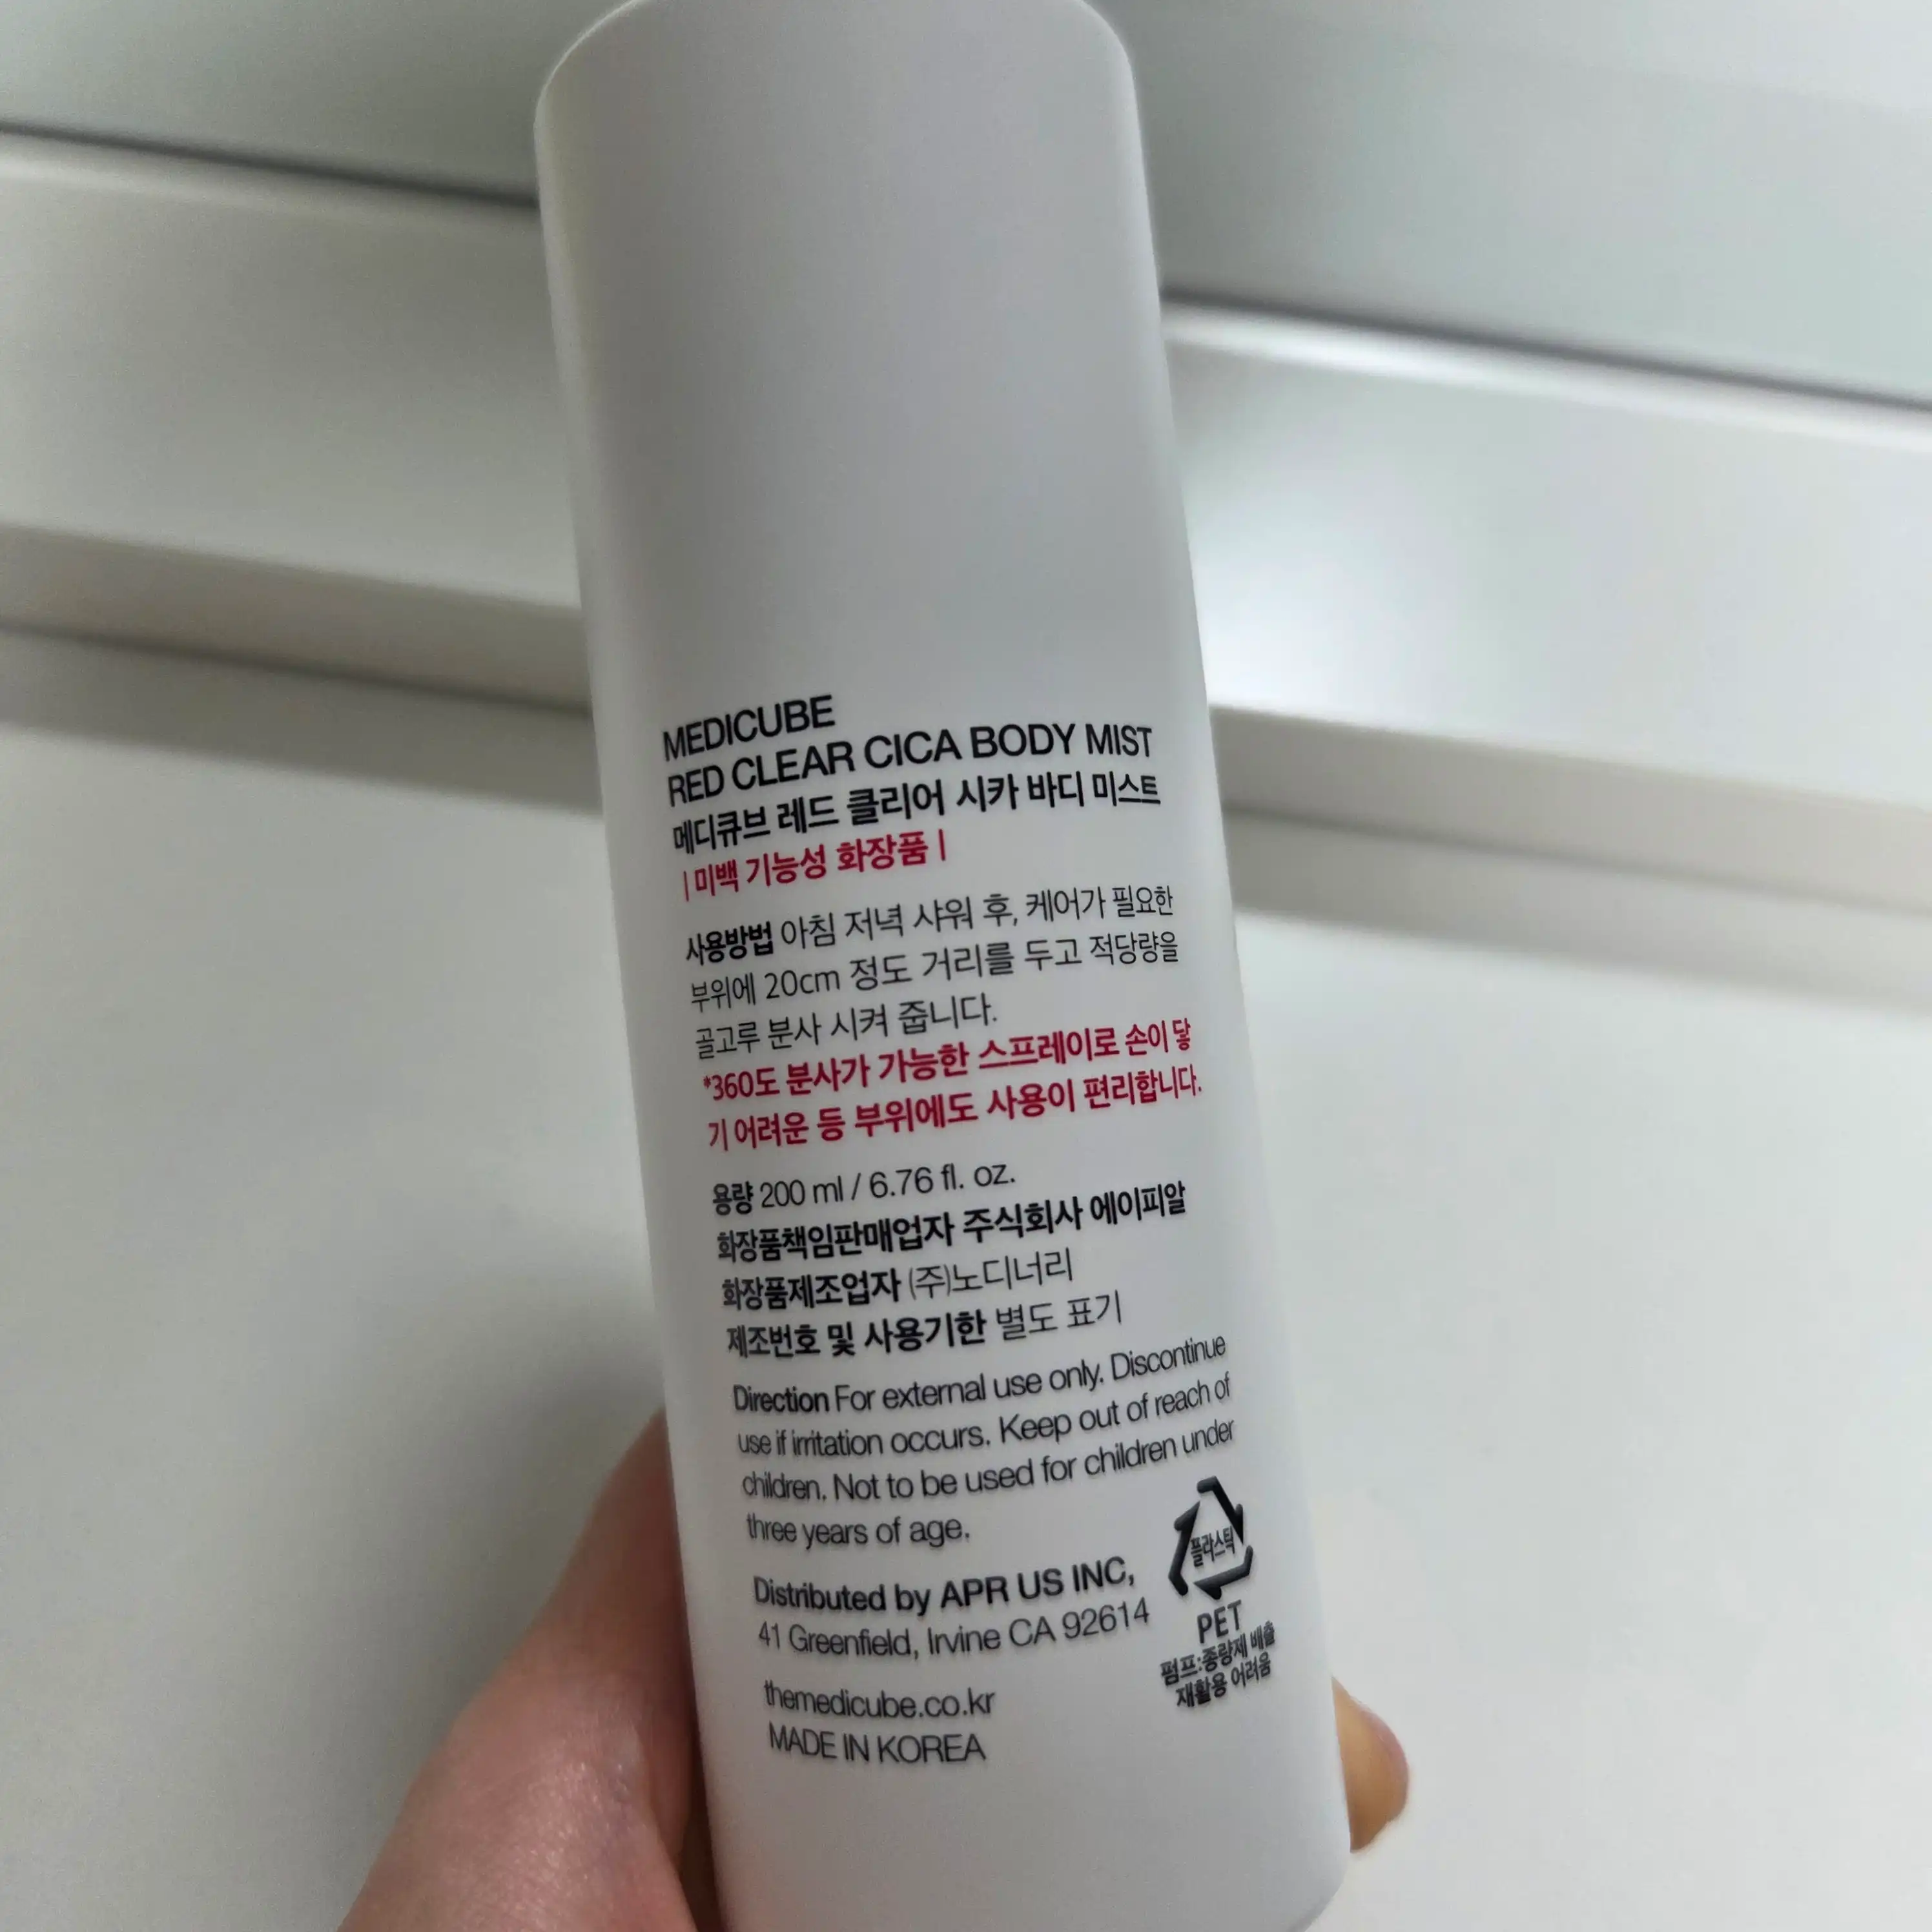 MEDICUBE
RED CLEAR CICA BODY MIST
메디큐브 레드 클리어 시카 바디 미스트
| 미백 기능성 화장품 |
사용방법 아침 저녁 샤워 후, 케어가 필요한
부위에 20cm 정도 거리를 두고 적당량을
골고루 분사 시켜 줍니다.
*360도 분사가 가능한 스프레이로 손이 닿
기 어려운 등 부위에도 사용이 편리합니다.
용량 200 ml / 6.76 fl. oz.
화장품책임판매업자 주식회사 에이피알
화장품제조업자 (주)노디너리
제조번호 및 사용기한 별도 표기
Direction For external use only. Discontinue
use if irritation occurs. Keep out of reach of
children. Not to be used for children under
three years of age.
Distributed by APR US INC,
41 Greenfield, Irvine CA 92614
themedicube.co.kr
MADE IN KOREA
플라스틱
PET
펌프:종량제 배출
재활용 어려움